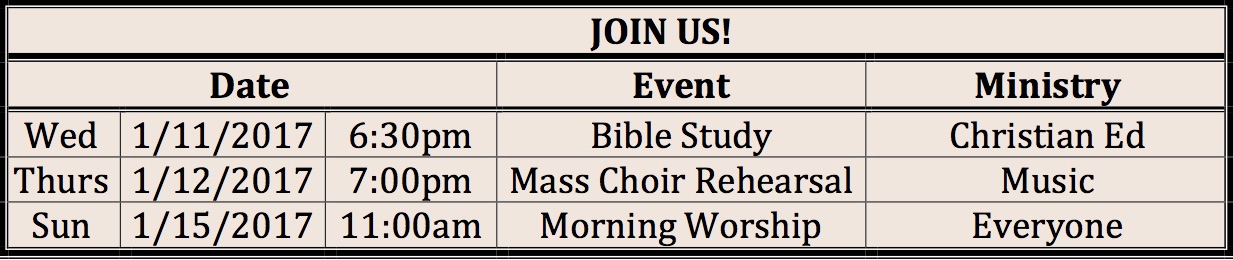 JOIN US!
Date Event Ministry
Wed 1/11/2017 6:30pm Bible Study Christian Ed
Thurs 1/12/2017 7:00pm Mass Choir Rehearsal Music
Sun 1/15/2017 11:00am Morning Worship Everyone